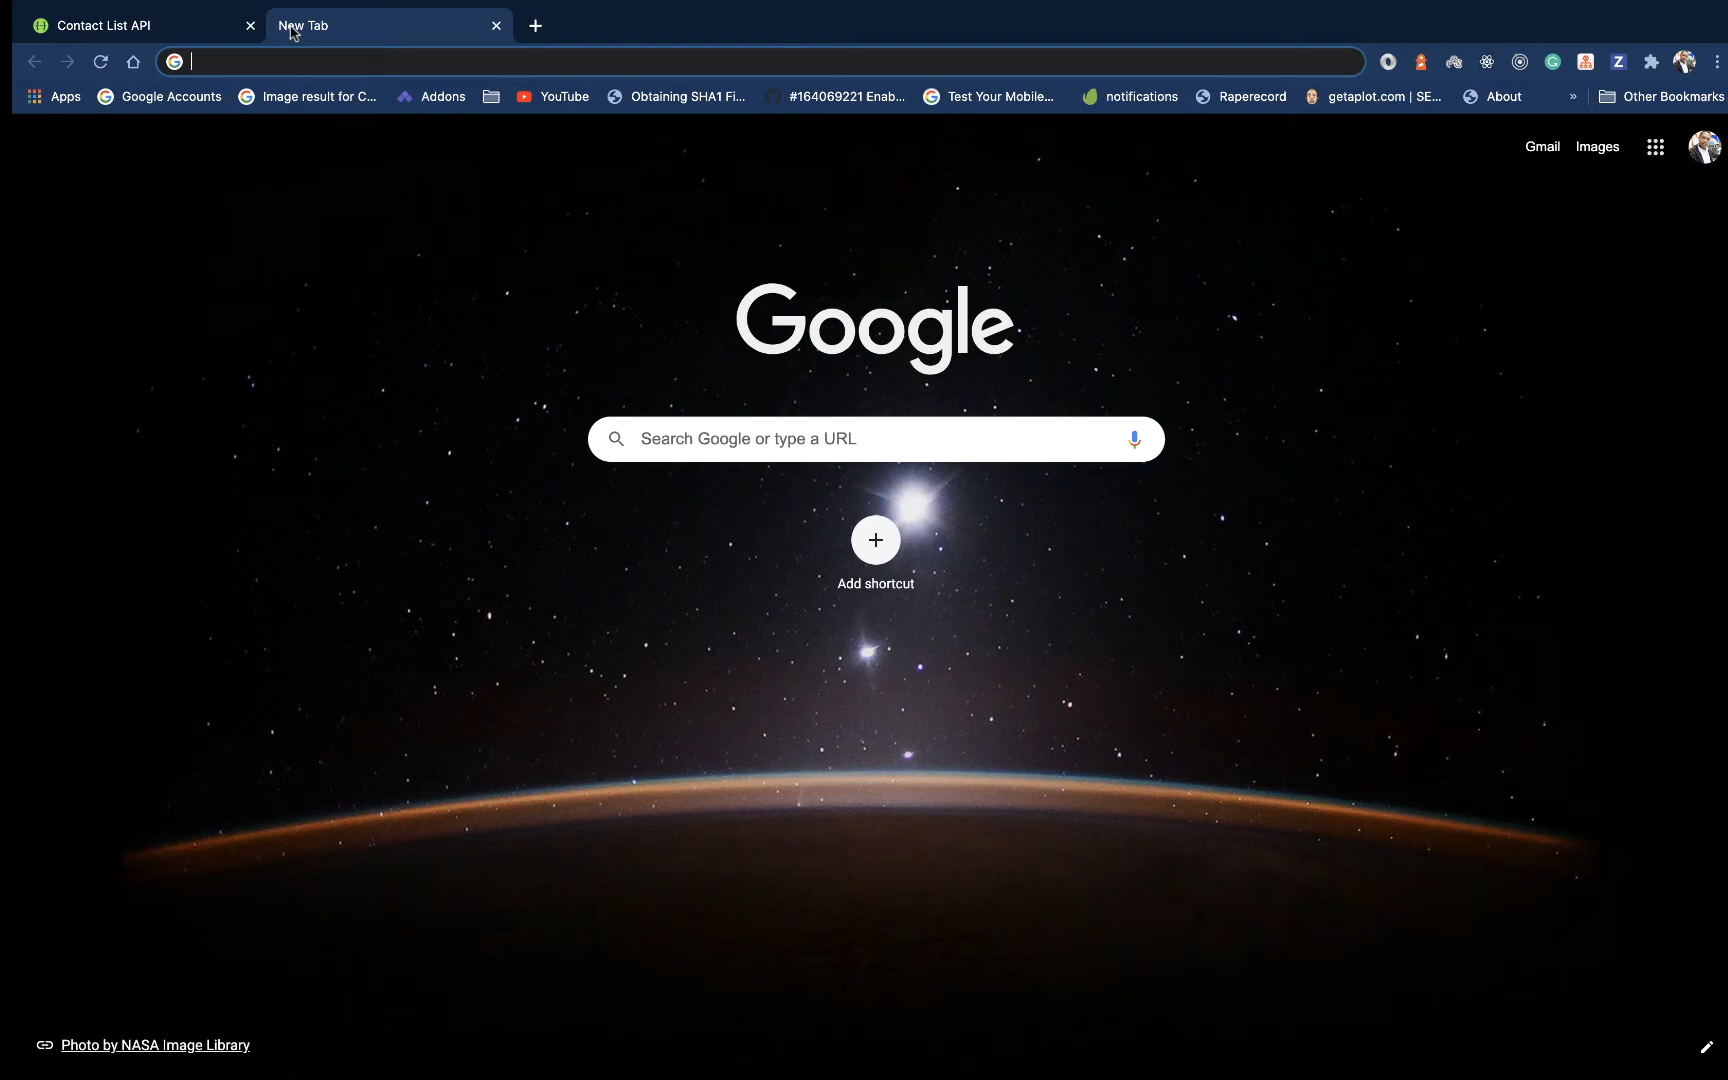 Contact List API
New Tab
Apps
Google Accounts
Image result for C...
Addons
YouTube
Obtaining SHA1 Fi...
#164069221 Enab...
Test Your Mobile...
notifications
Raperecord
getaplot.com | SE...
About
»
Other Bookmarks
Gmail
Images
Google
Search Google or type a URL
Add shortcut
Photo by NASA Image Library